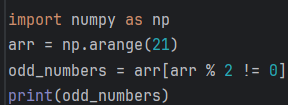 import numpy as np
arr = np.arange(21)
odd_numbers = arr[arr % 2 != 0]
print(odd_numbers)